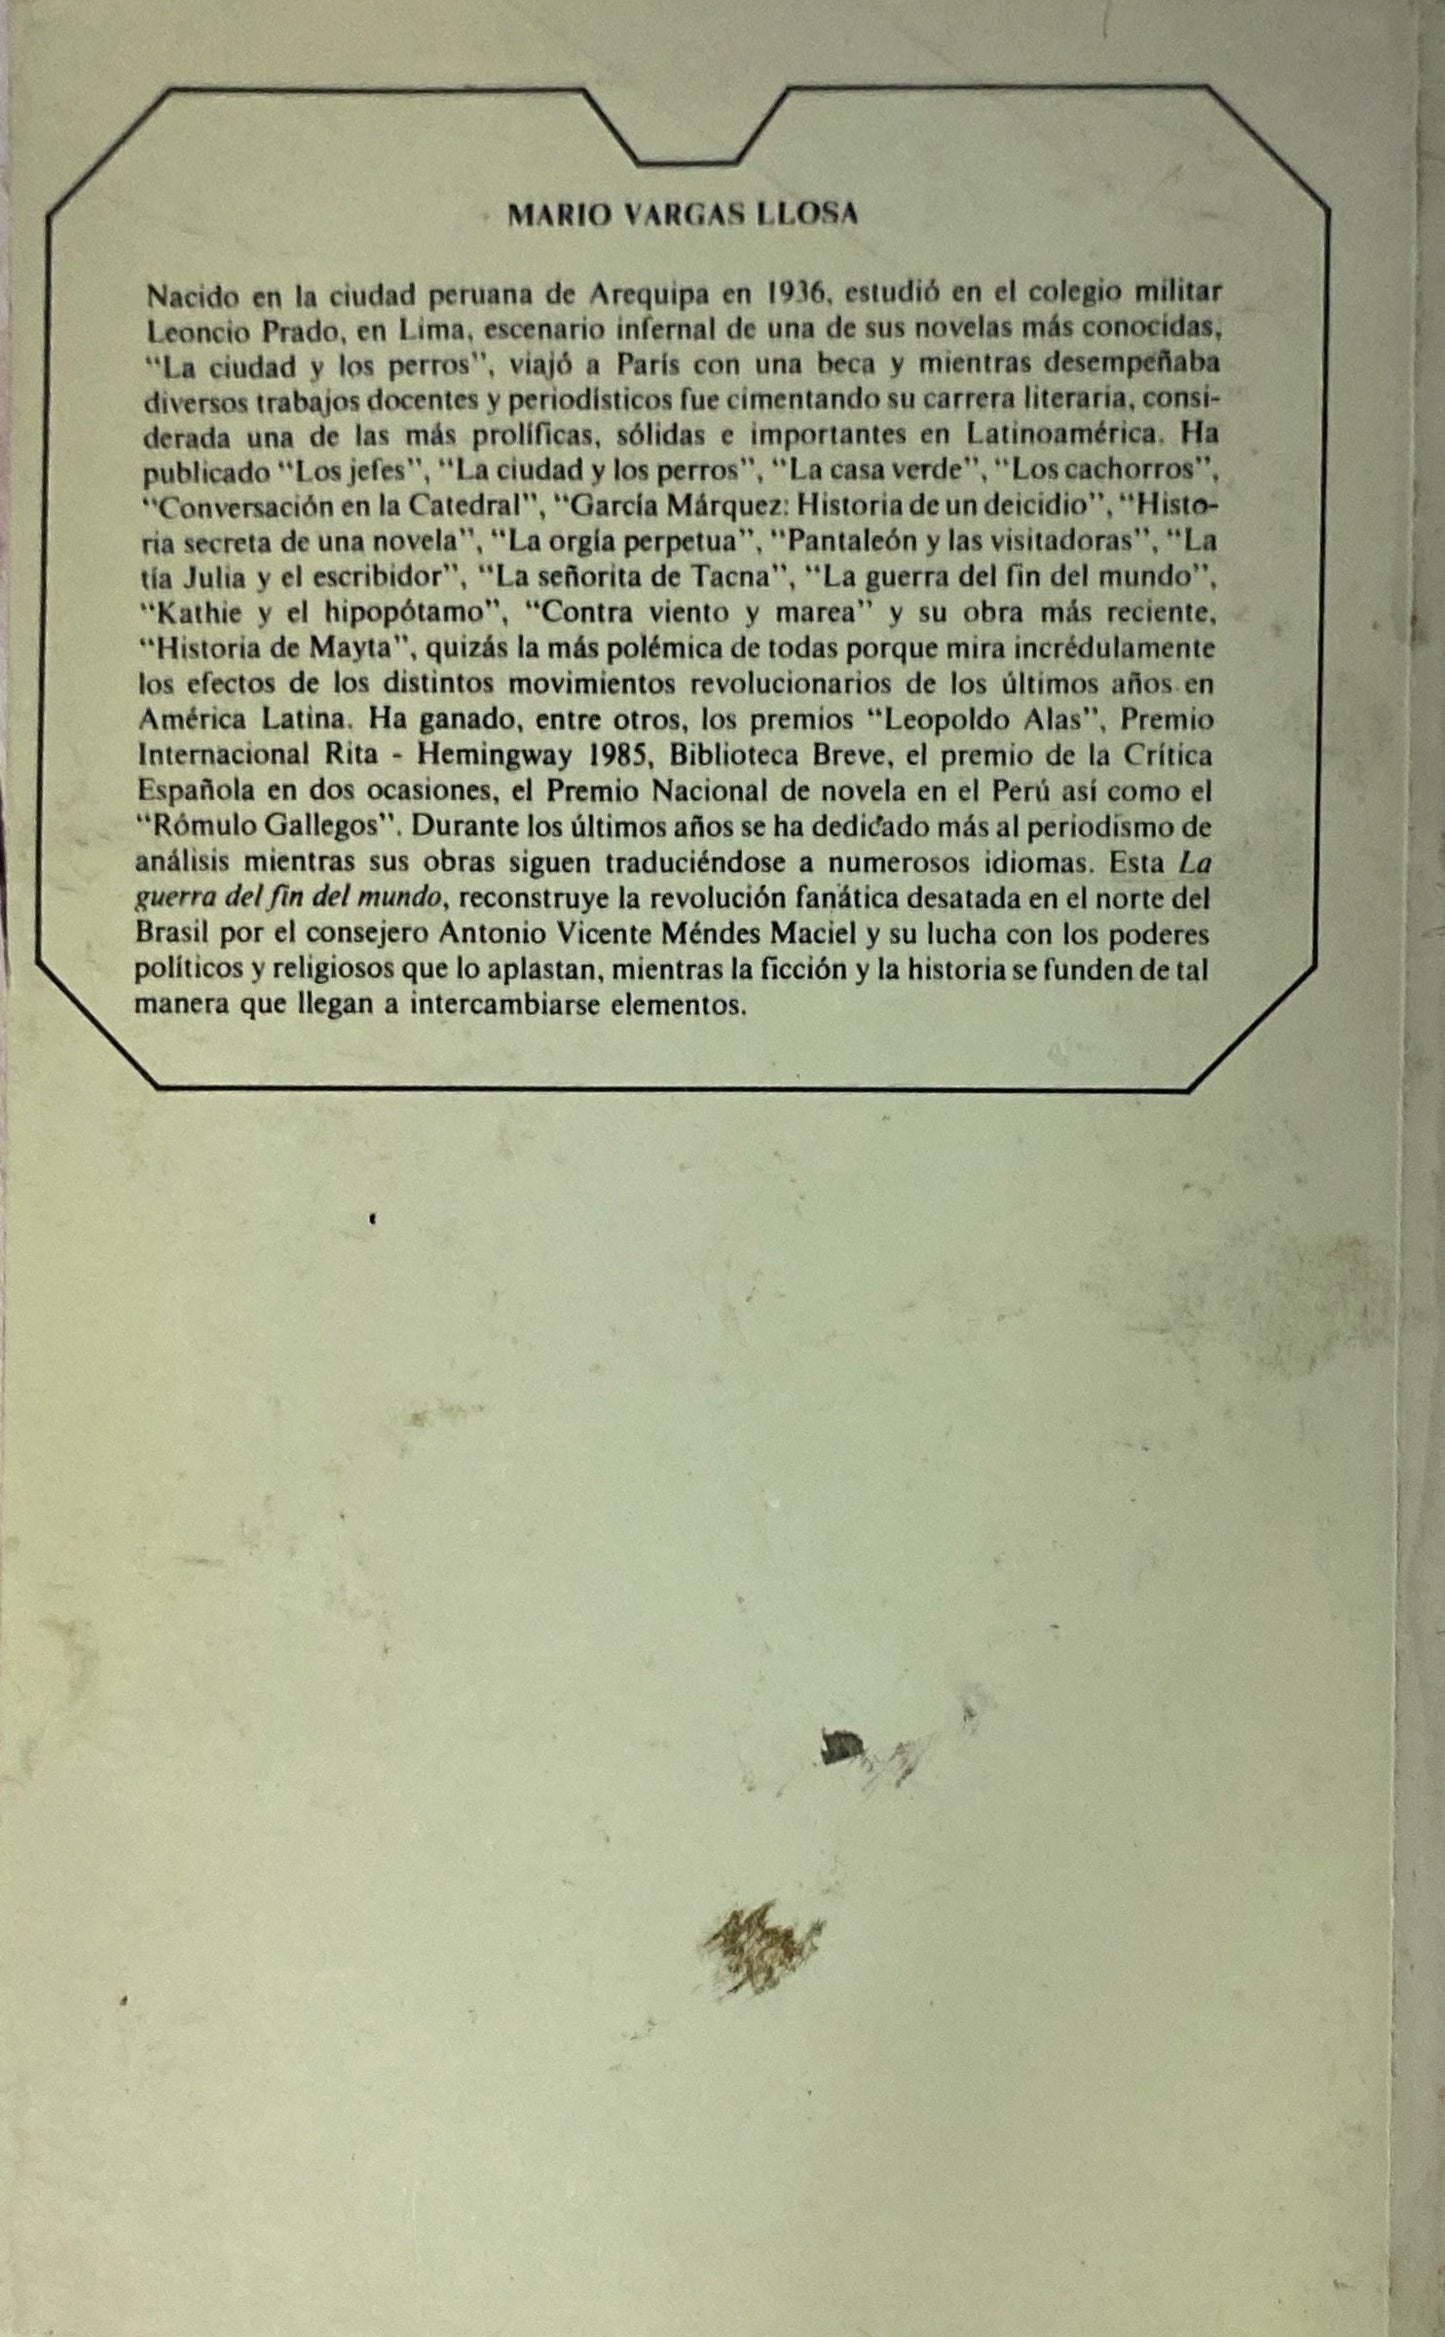 MARIO VARGAS LLOSA
Nacido en la ciudad peruana de Arequipa en 1936, estudió en el colegio militar
Leoncio Prado, en Lima, escenario infernal de una de sus novelas más conocidas,
“La ciudad y los perros”, viajó a París con una beca y mientras desempeñaba
diversos trabajos docentes y periodísticos fue cimentando su carrera literaria, consi-
derada una de las más prolíficas, sólidas e importantes en Latinoamérica. Ha
publicado “Los jefes”, “La ciudad y los perros”, “La casa verde”, “Los cachorros”,
“Conversación en la Catedral”, “García Márquez: Historia de un deicidio”, “Histo-
ria secreta de una novela”, “La orgía perpetua”, “Pantaleón y las visitadoras”, “La
tía Julia y el escribidor”, “La señorita de Tacna”, “La guerra del fin del mundo”,
“Kathie y el hipopótamo”, “Contra viento y marea” y su obra más reciente,
“Historia de Mayta”, quizás la más polémica de todas porque mira incrédulamente
los efectos de los distintos movimientos revolucionarios de los últimos años en
América Latina. Ha ganado, entre otros, los premios “Leopoldo Alas”, Premio
Internacional Rita - Hemingway 1985, Biblioteca Breve, el premio de la Crítica
Española en dos ocasiones, el Premio Nacional de novela en el Perú así como el
“Rómulo Gallegos”. Durante los últimos años se ha dedicado más al periodismo de
análisis mientras sus obras siguen traduciéndose a numerosos idiomas. Esta La
guerra del fin del mundo, reconstruye la revolución fanática desatada en el norte del
Brasil por el consejero Antonio Vicente Méndes Maciel y su lucha con los poderes
políticos y religiosos que lo aplastan, mientras la ficción y la historia se funden de tal
manera que llegan a intercambiarse elementos.